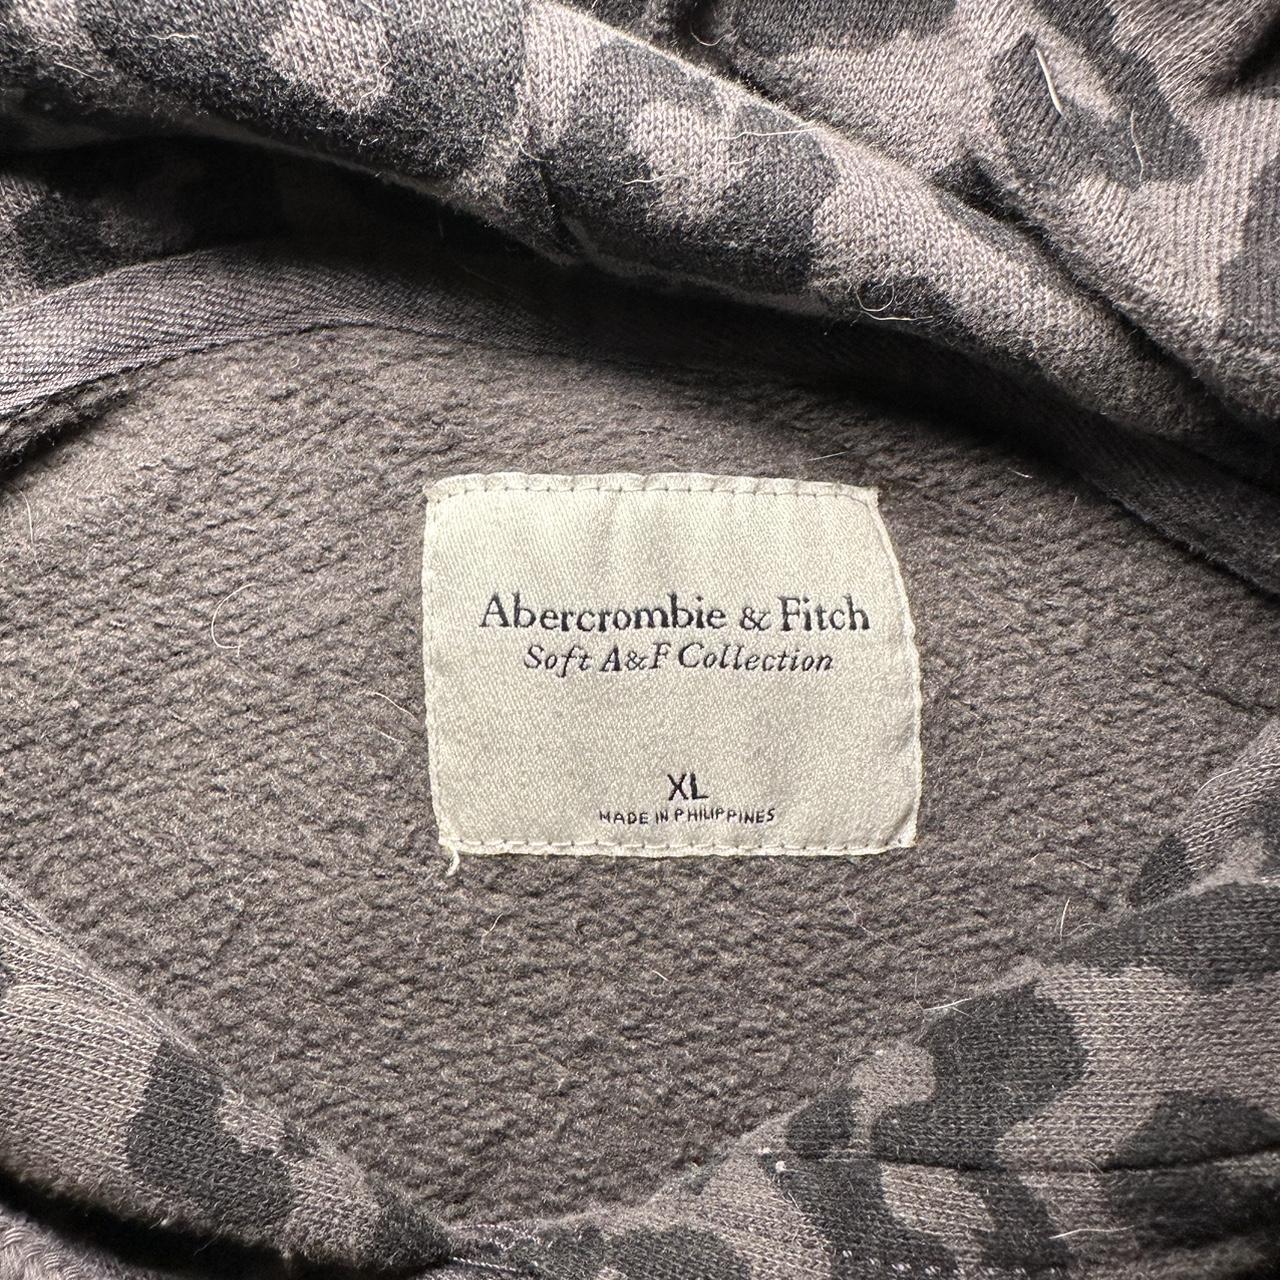 Abercrombie & Fitch
Soft A&F Collection
XL
MADE IN PHILIPPINES